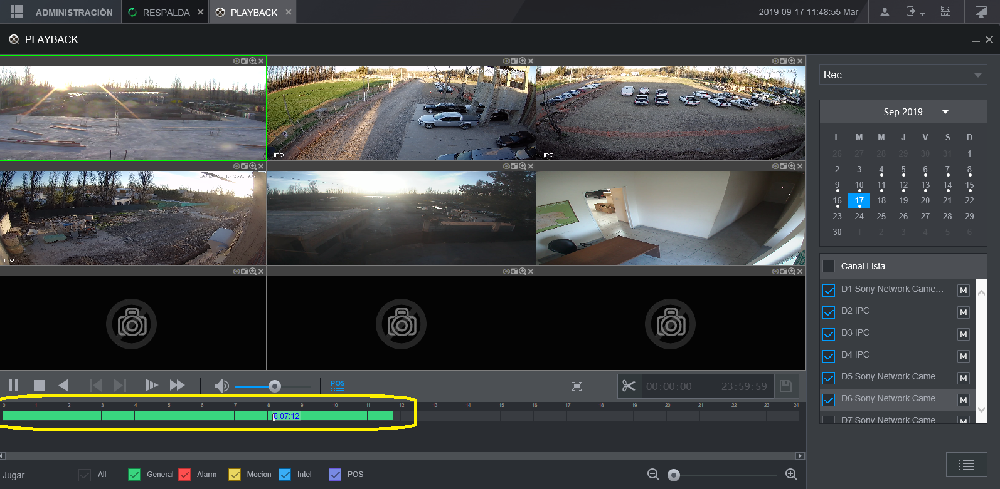 ADMINISTRACIÓN
RESPALDA
PLAYBACK
2019-09-17 11:48:55 Mar
PLAYBACK
IPC
IPC
IPC
Rec
Sep 2019
L M M J V S D
26 27 28 29 30 31 1
2 3 4 5 6 7 8
9 10 11 12 13 14 15
16 17 18 19 20 21 22
23 24 25 26 27 28 29
30 1 2 3 4 5 6
Canal Lista
D1 Sony Network Came... M
D2 IPC M
D3 IPC M
D4 IPC M
D5 Sony Network Came... M
D6 Sony Network Came... M
D7 Sony Network Came... M
POS
00:00:00 - 23:59:59
0 1 2 3 4 5 6 7 8 9 10 11 12 13 14 15 16 17 18 19 20 21 22 23 24
8:07:12
Jugar
All
General
Alarm
Mocion
Intel
POS